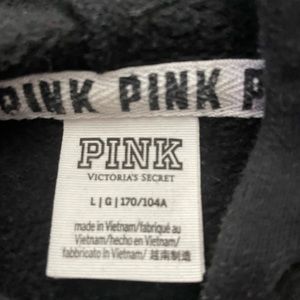 PINK PINK P
PINK
VICTORIA'S SECRET
L | G | 170/104A
made in Vietnam/fabriqué au
Vietnam/hecho en Vietnam/
fabbricato in Vietnam/ 越南制造